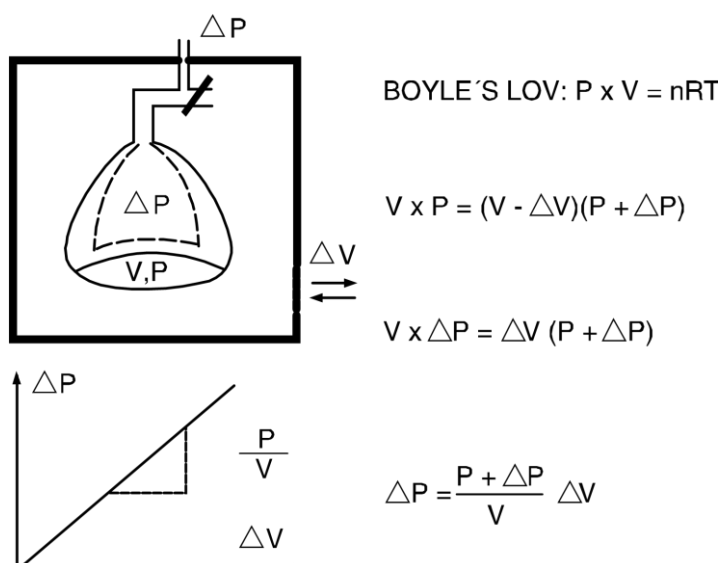 △P
BOYLE´S LOV: P x V = nRT
△P
V,P
V x P = (V - △V)(P + △P)
△V
V x △P = △V (P + △P)
△P
P
V
△V
△P = P + △P / V △V